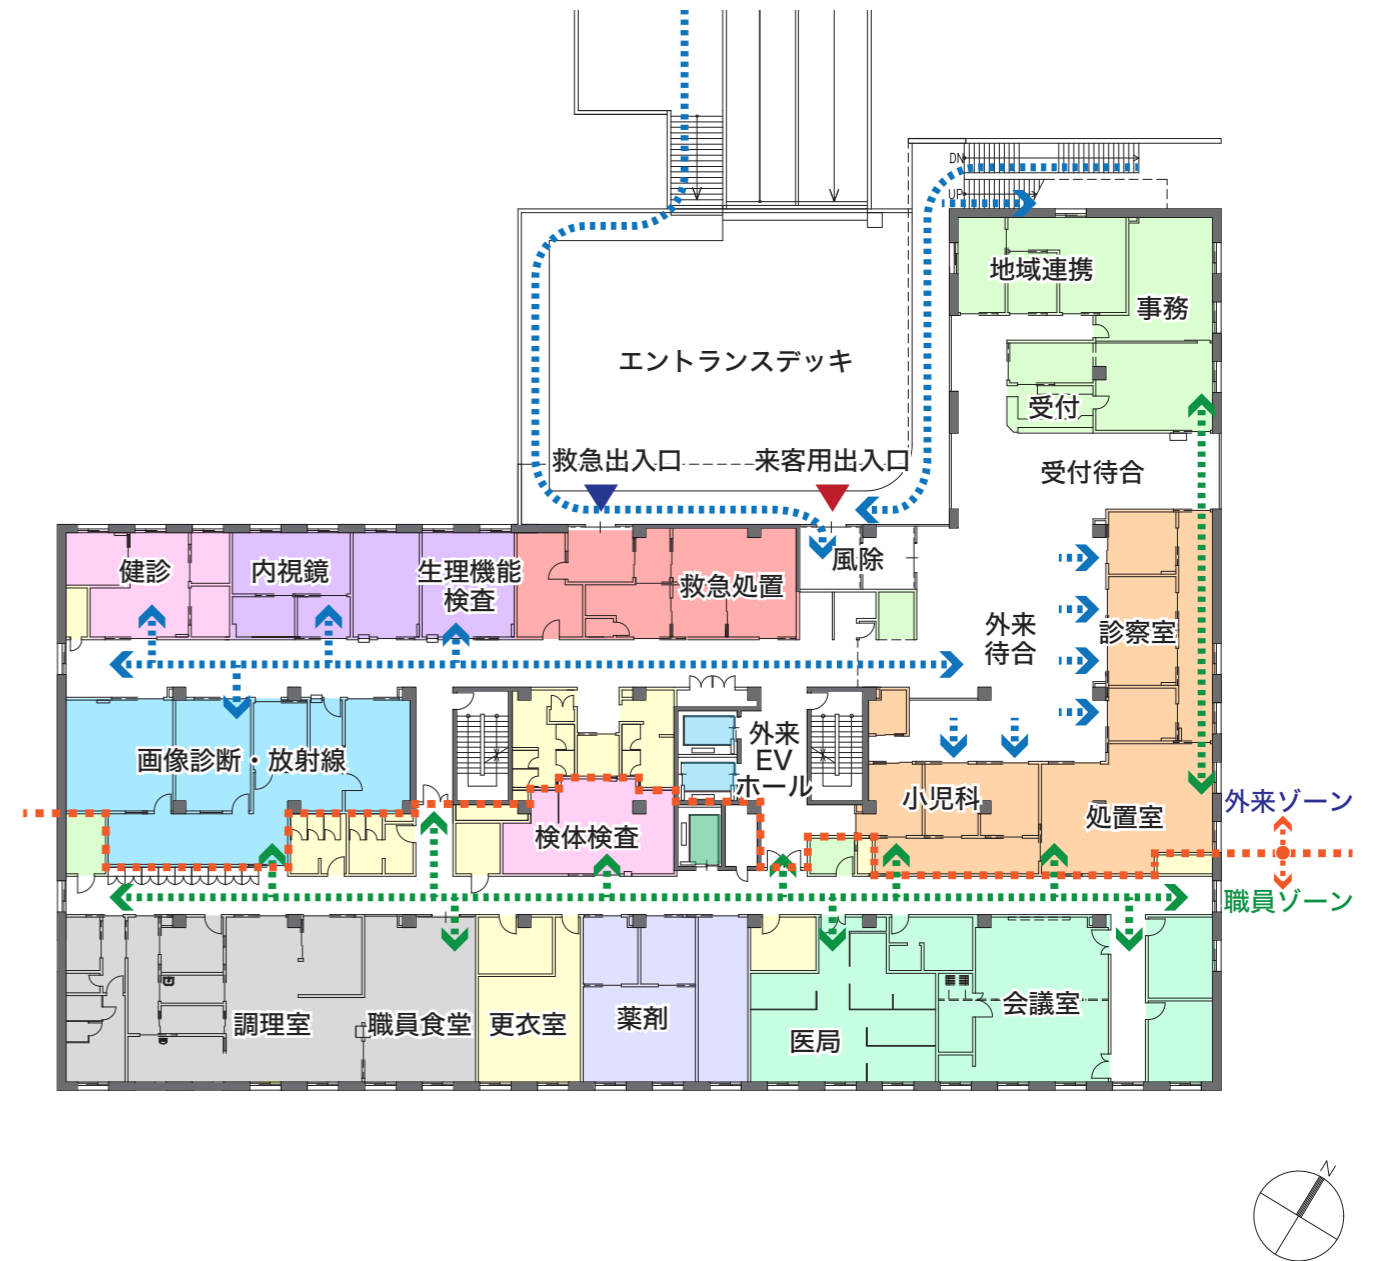 DN
UP
地域連携
事務
エントランスデッキ
受付
救急出入口
来客用出入口
受付待合
健診
内視鏡
生理機能
検査
救急処置
風除
外来
待合
診察室
画像診断・放射線
外来
EV
ホール
小児科
処置室
外来ゾーン
検体検査
職員ゾーン
調理室
職員食堂
更衣室
薬剤
医局
会議室
N